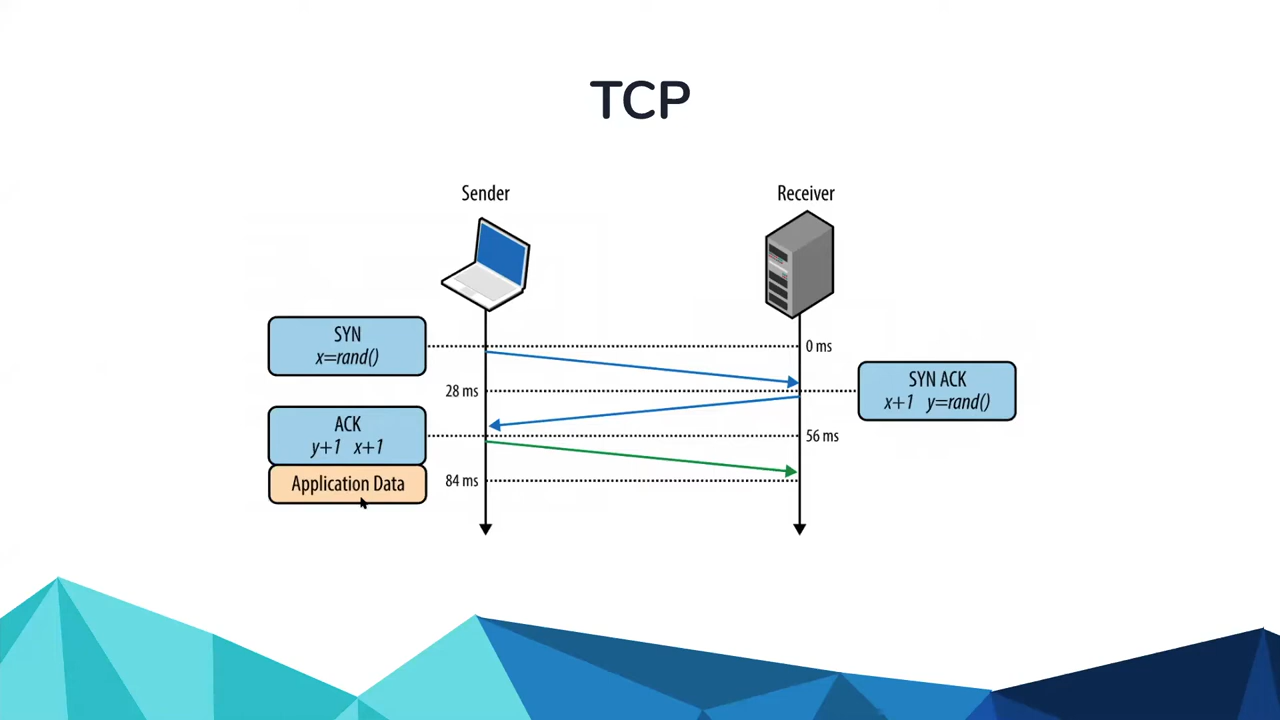 TCP
Sender
Receiver
SYN
x=rand()
0 ms
SYN ACK
x+1 y=rand()
28 ms
ACK
y+1 x+1
56 ms
Application Data
84 ms